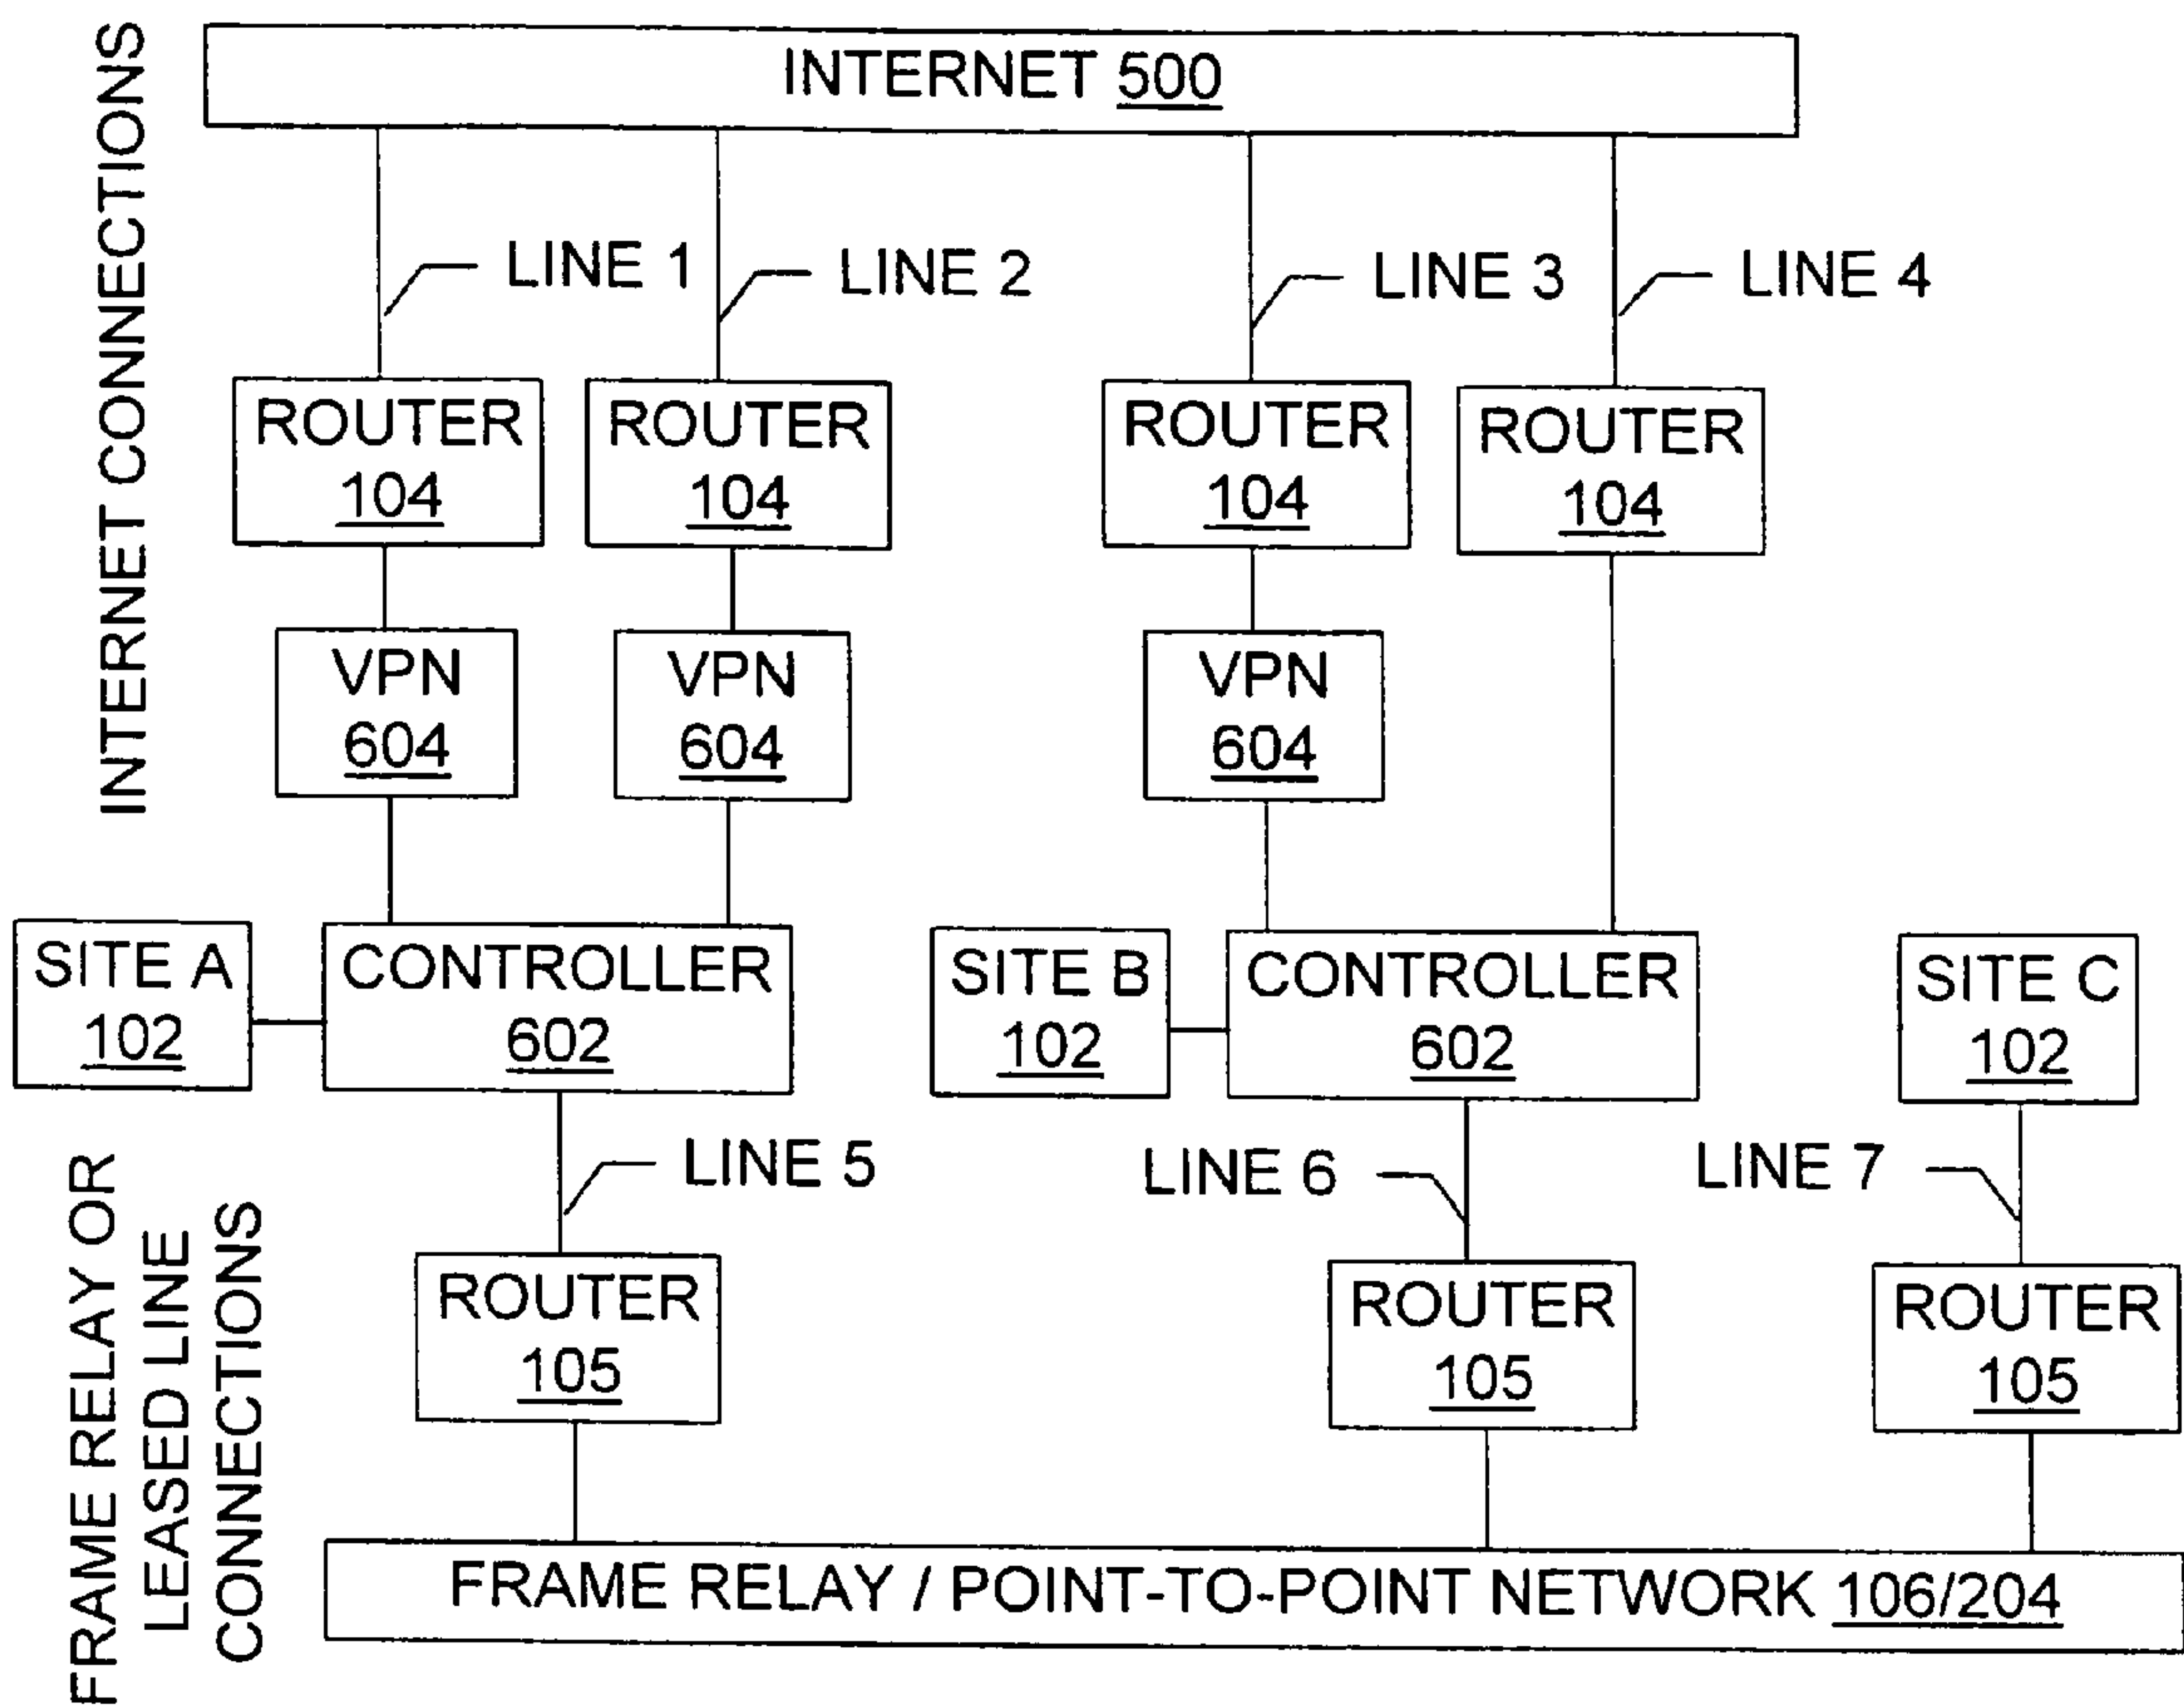 INTERNET CONNECTIONS
INTERNET 500
LINE 1
LINE 2
LINE 3
LINE 4
ROUTER
104
ROUTER
104
ROUTER
104
ROUTER
104
VPN
604
VPN
604
VPN
604
SITE A
102
CONTROLLER
602
SITE B
102
CONTROLLER
602
SITE C
102
FRAME RELAY OR
LEASED LINE
CONNECTIONS
LINE 5
LINE 6
LINE 7
ROUTER
105
ROUTER
105
ROUTER
105
FRAME RELAY / POINT-TO-POINT NETWORK 106/204